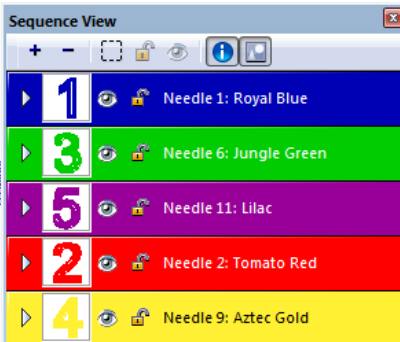 Sequence View
1 Needle 1: Royal Blue
3 Needle 6: Jungle Green
5 Needle 11: Lilac
2 Needle 2: Tomato Red
4 Needle 9: Aztec Gold